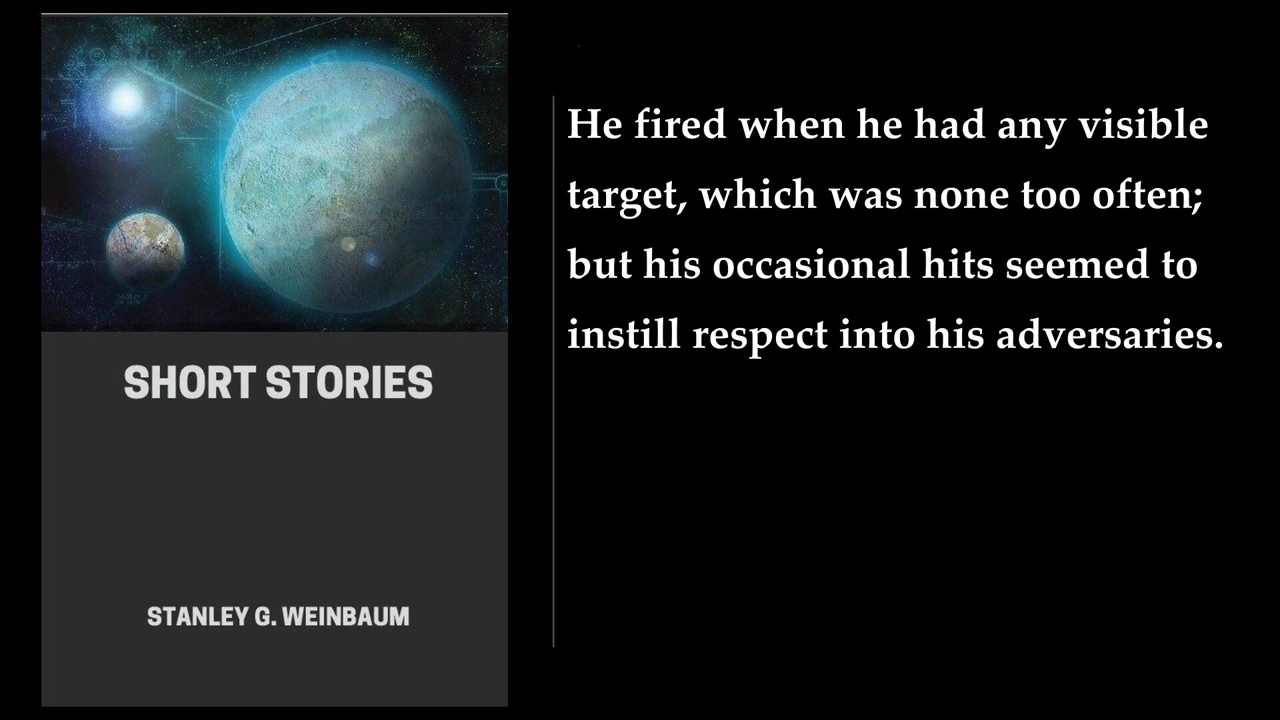 SHORT STORIES
STANLEY G. WEINBAUM
He fired when he had any visible
target, which was none too often;
but his occasional hits seemed to
instill respect into his adversaries.